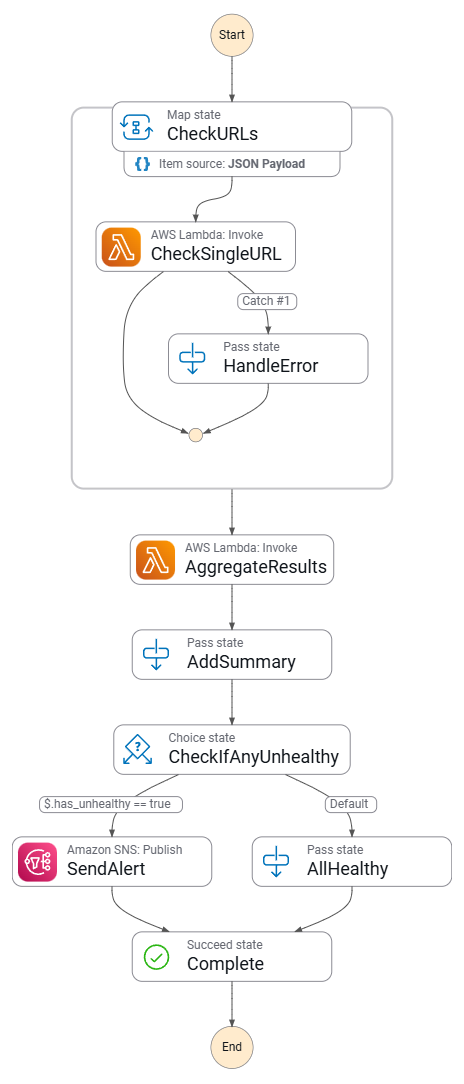 Start
Map state
CheckURLs
{} Item source: JSON Payload
AWS Lambda: Invoke
CheckSingleURL
Catch #1
Pass state
HandleError
AWS Lambda: Invoke
AggregateResults
Pass state
AddSummary
Choice state
?
CheckIfAnyUnhealthy
$.has_unhealthy == true
Default
Amazon SNS: Publish
SendAlert
Pass state
AllHealthy
Succeed state
Complete
End